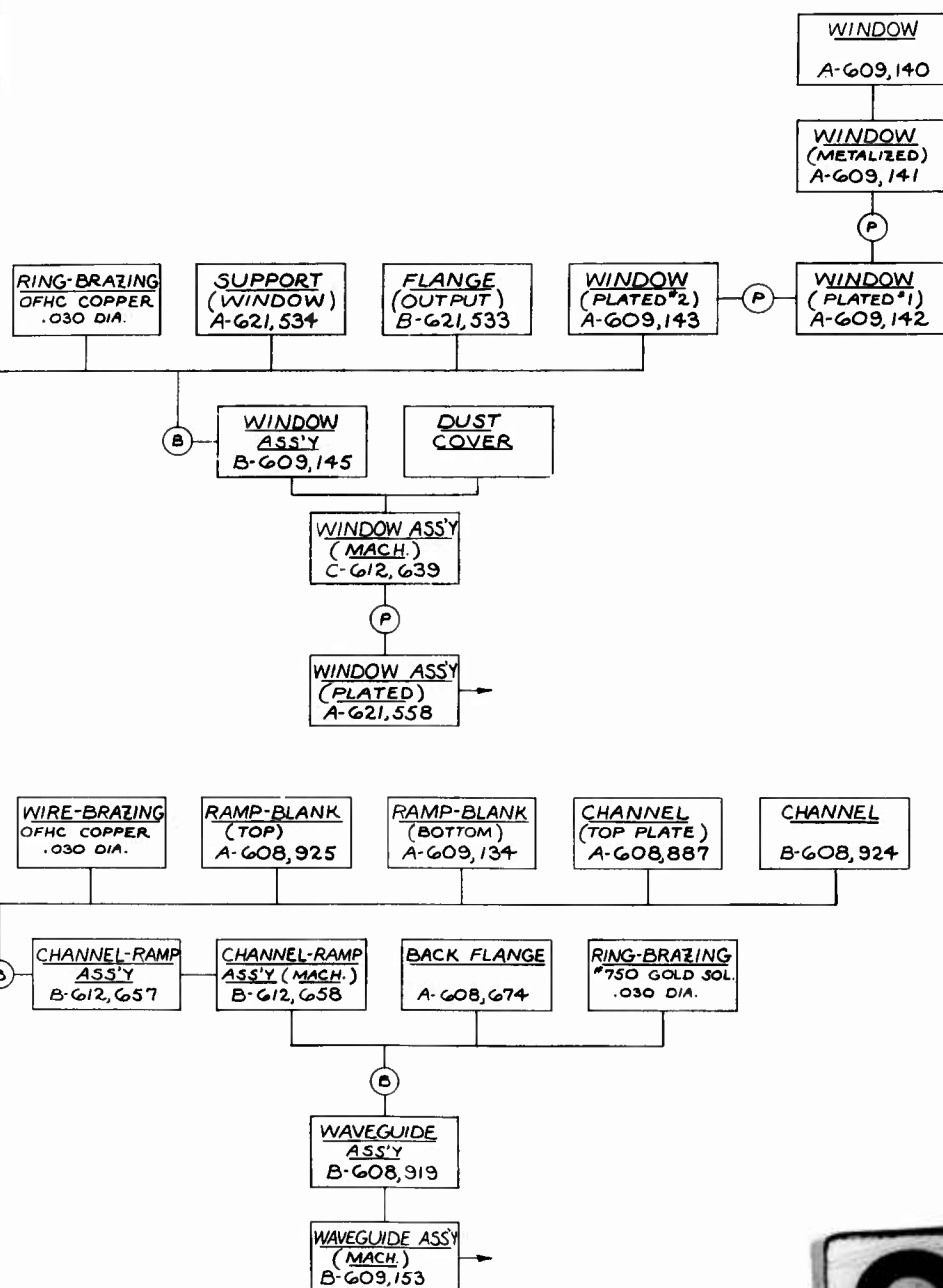 WINDOW
A-609,140
WINDOW
(METALIZED)
A-609,141
P
RING-BRAZING
OFHC COPPER
.030 DIA.
SUPPORT
(WINDOW)
A-621,534
FLANGE
(OUTPUT)
B-621,533
WINDOW
(PLATED #2)
A-609,143
P
WINDOW
(PLATED #1)
A-609,142
B
WINDOW
ASS'Y
B-609,145
DUST
COVER
WINDOW ASS'Y
(MACH.)
C-612,639
P
WINDOW ASS'Y
(PLATED)
A-621,558
WIRE-BRAZING
OFHC COPPER
.030 DIA.
RAMP-BLANK
(TOP)
A-608,925
RAMP-BLANK
(BOTTOM)
A-609,134
CHANNEL
(TOP PLATE)
A-608,887
CHANNEL
B-608,924
B
CHANNEL-RAMP
ASS'Y
B-612,657
CHANNEL-RAMP
ASS'Y (MACH.)
B-612,658
BACK FLANGE
A-608,674
RING-BRAZING
#750 GOLD SOL.
.030 DIA.
B
WAVEGUIDE
ASS'Y
B-608,919
WAVEGUIDE ASS'Y
(MACH.)
B-609,153